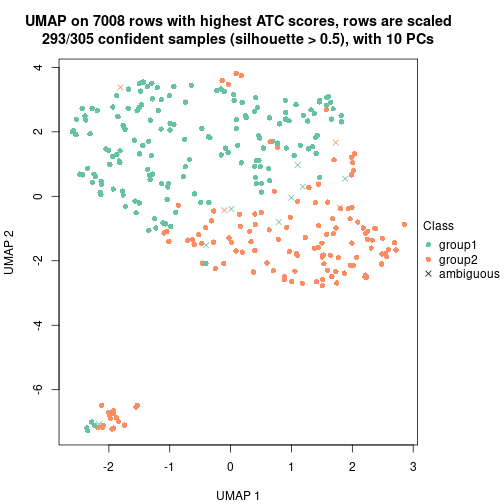 UMAP on 7008 rows with highest ATC scores, rows are scaled
293/305 confident samples (silhouette > 0.5), with 10 PCs
4
2
0
-2
-4
-6
UMAP 2
-2
-1
0
1
2
3
UMAP 1
Class
group1
group2
ambiguous